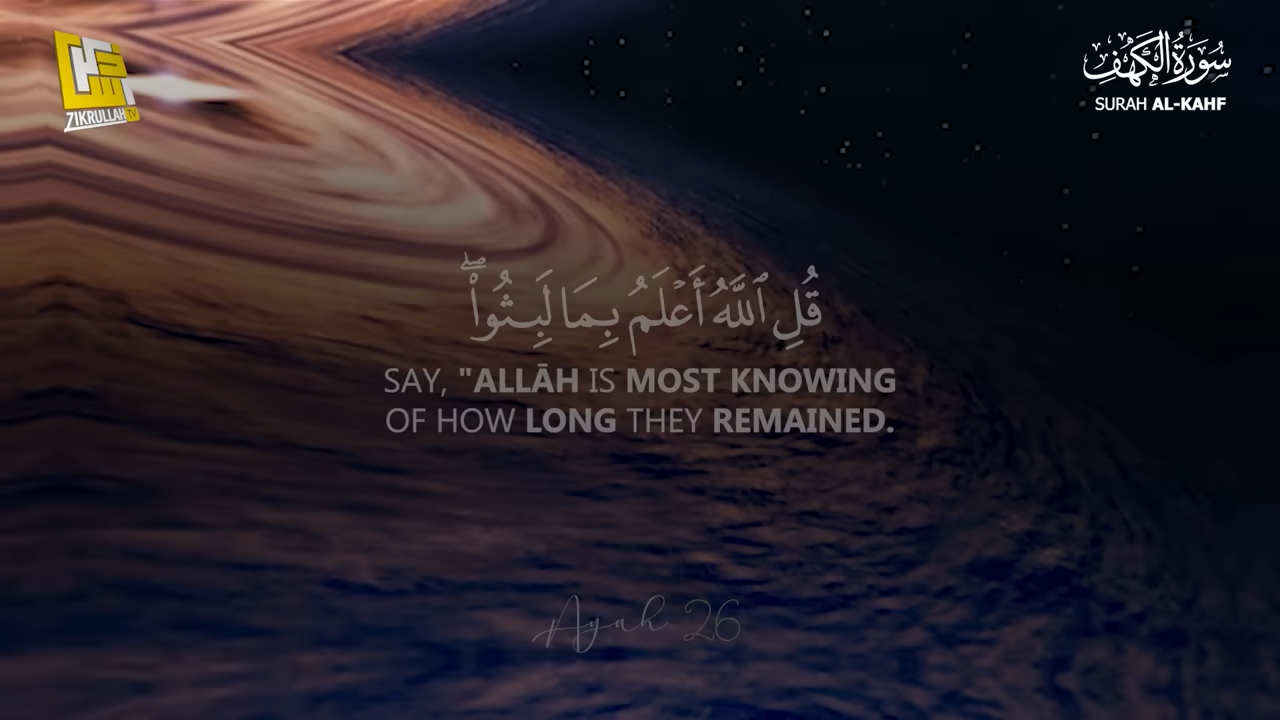 ZIKRULLAH TV
سُورَةُ الكَهْف
SURAH AL-KAHF
قُلِ ٱللَّهُ أَعْلَمُ بِمَا لَبِثُوا۟ ۖ
SAY, "ALLĀH IS MOST KNOWING
OF HOW LONG THEY REMAINED.
Ayah 26